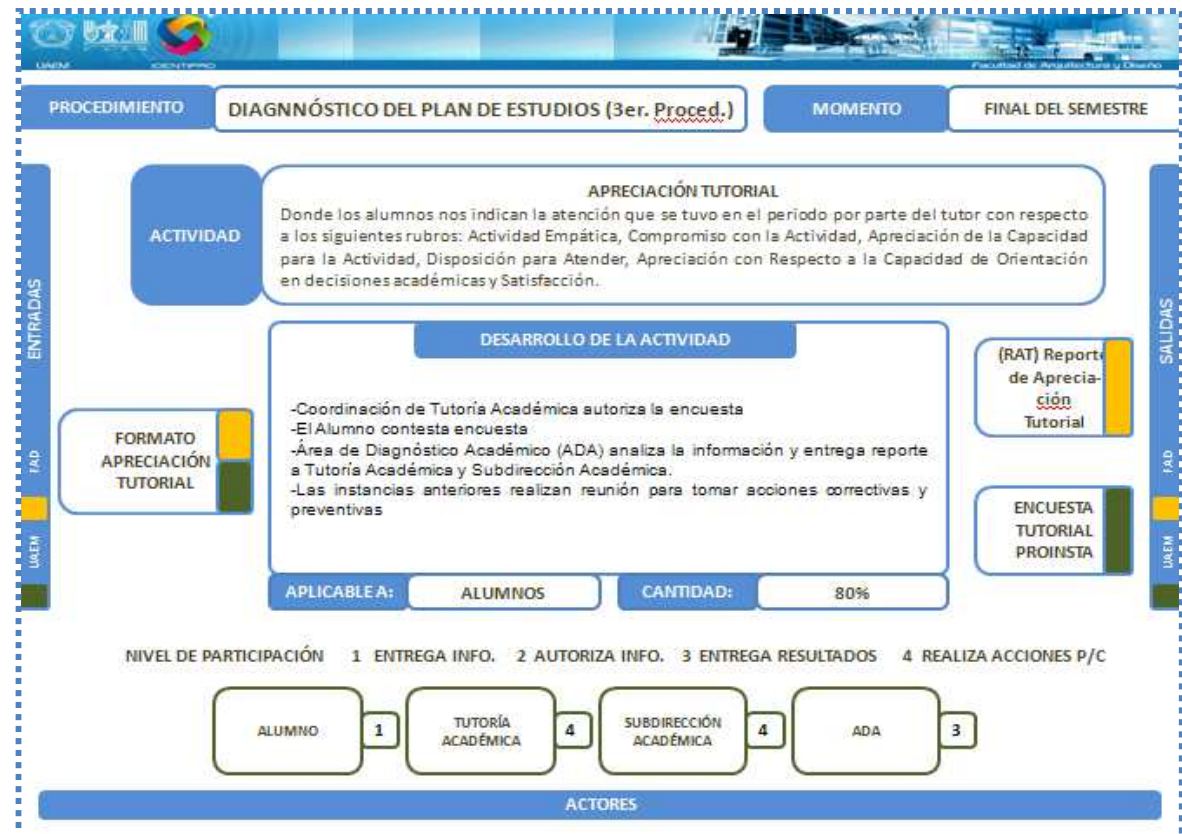 UAEM
IDENTIPRO
Facultad de Arquitectura y Diseño
PROCEDIMIENTO
DIAGNNÓSTICO DEL PLAN DE ESTUDIOS (3er. Proced.)
MOMENTO
FINAL DEL SEMESTRE
ENTRADAS
FAD
UAEM
ACTIVIDAD
APRECIACIÓN TUTORIAL
Donde los alumnos nos indican la atención que se tuvo en el periodo por parte del tutor con respecto
a los siguientes rubros: Actividad Empática, Compromiso con la Actividad, Apreciación de la Capacidad
para la Actividad, Disposición para Atender, Apreciación con Respecto a la Capacidad de Orientación
en decisiones académicas y Satisfacción.
FORMATO
APRECIACIÓN
TUTORIAL
DESARROLLO DE LA ACTIVIDAD
-Coordinación de Tutoría Académica autoriza la encuesta
-El Alumno contesta encuesta
-Área de Diagnóstico Académico (ADA) analiza la información y entrega reporte
a Tutoría Académica y Subdirección Académica.
-Las instancias anteriores realizan reunión para tomar acciones correctivas y
preventivas
APLICABLE A:
ALUMNOS
CANTIDAD:
80%
(RAT) Reporte
de Aprecia-
ción
Tutorial
ENCUESTA
TUTORIAL
PROINSTA
SALIDAS
FAD
UAEM
NIVEL DE PARTICIPACIÓN 1 ENTREGA INFO. 2 AUTORIZA INFO. 3 ENTREGA RESULTADOS 4 REALIZA ACCIONES P/C
ALUMNO
1
TUTORÍA
ACADÉMICA
4
SUBDIRECCIÓN
ACADÉMICA
4
ADA
3
ACTORES